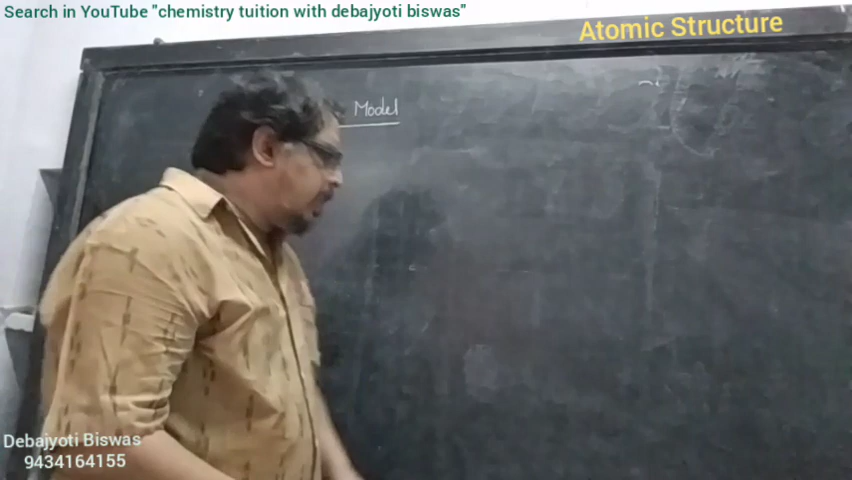 Search in YouTube "chemistry tuition with debajyoti biswas"
Atomic Structure
Model
Debajyoti Biswas
9434164155